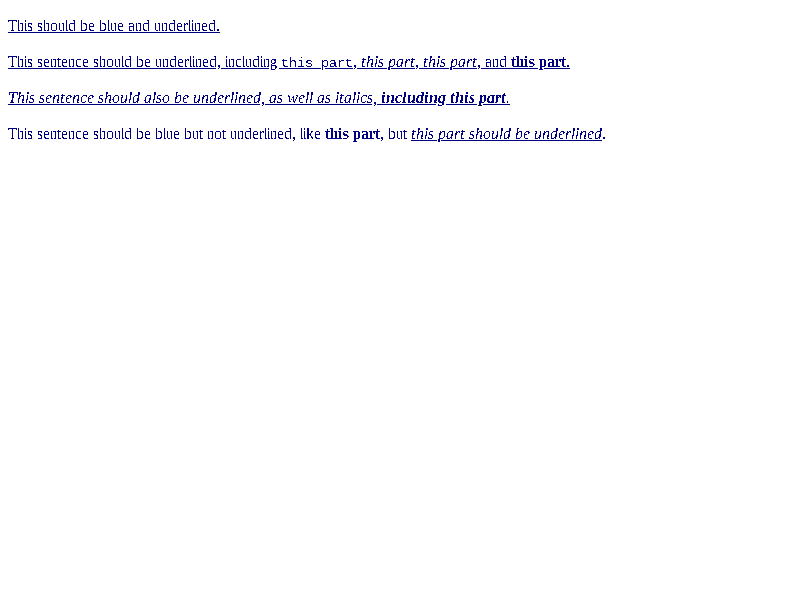 This should be blue and underlined.
This sentence should be underlined, including this part, this part, this part, and this part.
This sentence should also be underlined, as well as italics, including this part.
This sentence should be blue but not underlined, like this part, but this part should be underlined.